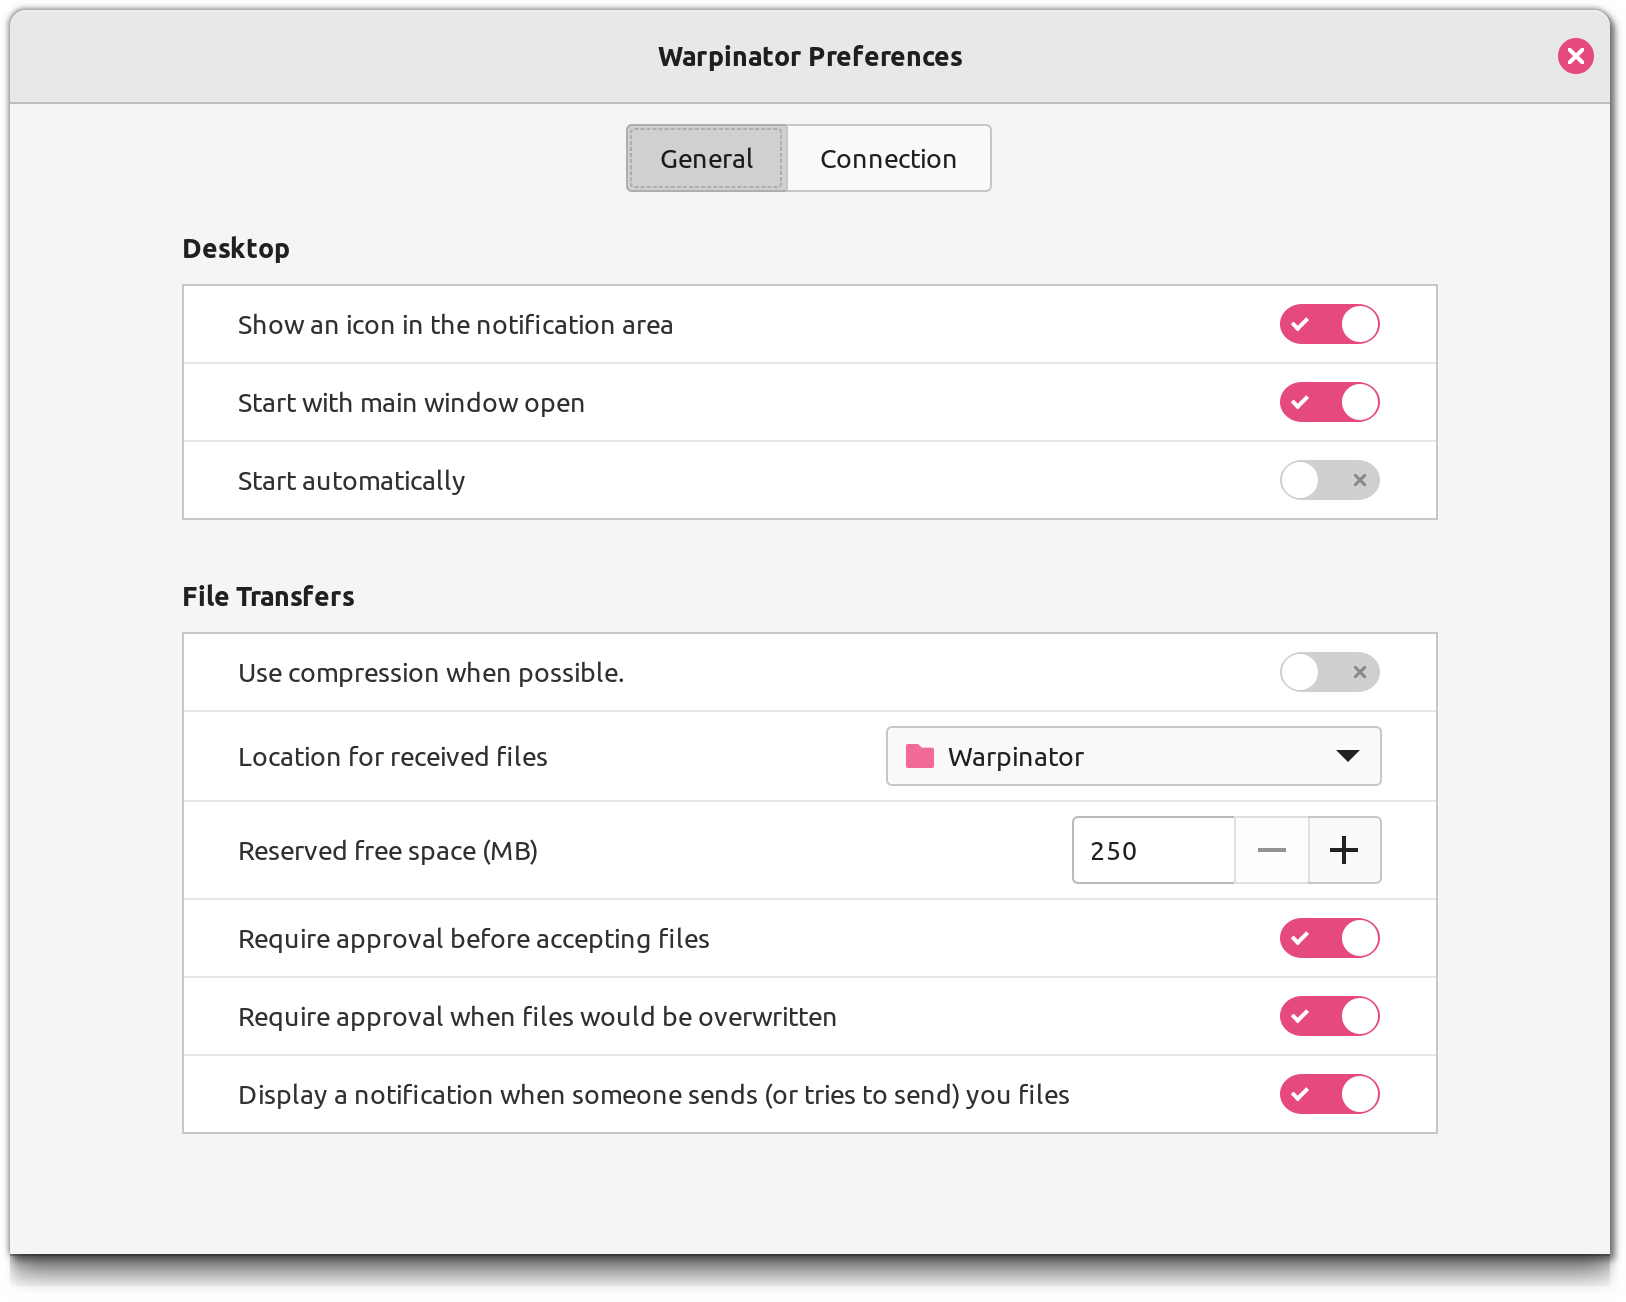 Warpinator Preferences
General
Connection
Desktop
Show an icon in the notification area
Start with main window open
Start automatically
File Transfers
Use compression when possible.
Location for received files
Warpinator
Reserved free space (MB)
250
Require approval before accepting files
Require approval when files would be overwritten
Display a notification when someone sends (or tries to send) you files